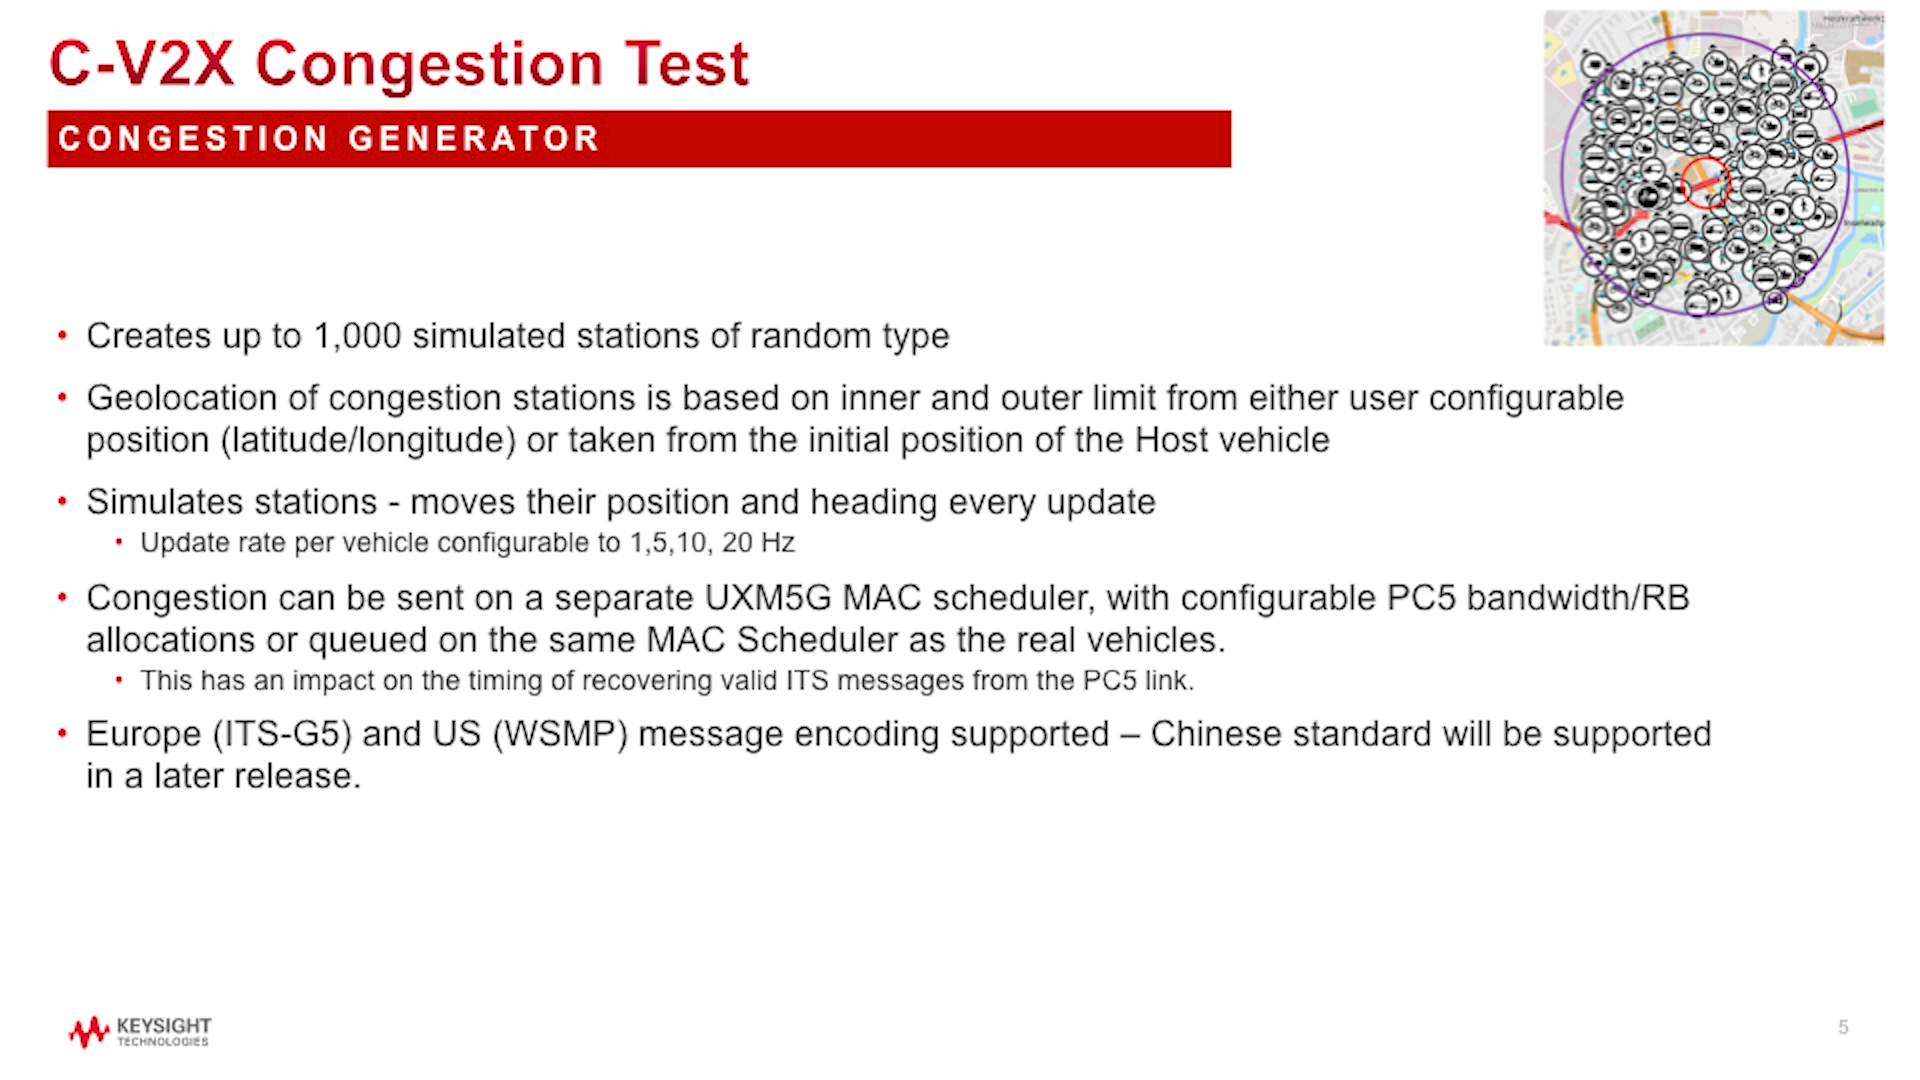 C-V2X Congestion Test
CONGESTION GENERATOR
• Creates up to 1,000 simulated stations of random type
• Geolocation of congestion stations is based on inner and outer limit from either user configurable
position (latitude/longitude) or taken from the initial position of the Host vehicle
• Simulates stations - moves their position and heading every update
• Update rate per vehicle configurable to 1,5,10, 20 Hz
• Congestion can be sent on a separate UXM5G MAC scheduler, with configurable PC5 bandwidth/RB
allocations or queued on the same MAC Scheduler as the real vehicles.
• This has an impact on the timing of recovering valid ITS messages from the PC5 link.
• Europe (ITS-G5) and US (WSMP) message encoding supported – Chinese standard will be supported
in a later release.
KEYSIGHT
TECHNOLOGIES
5